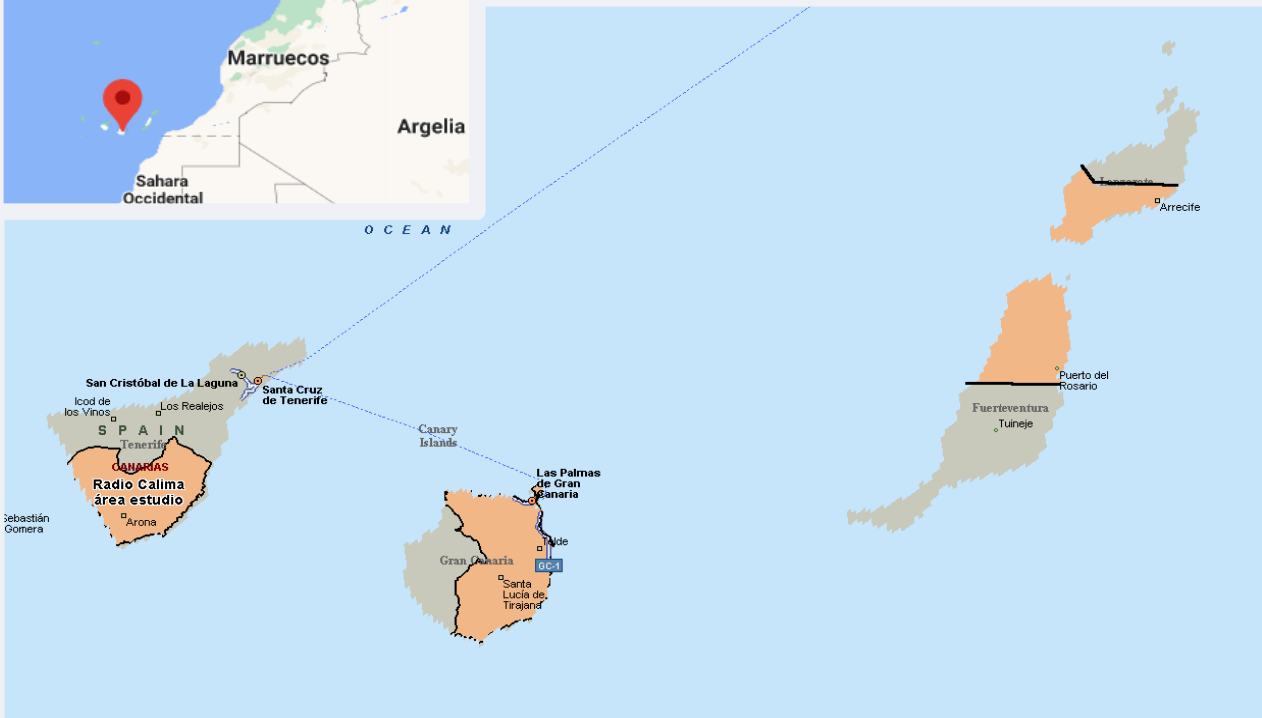 Marruecos
Argelia
Sahara
Occidental
O C E A N
Lanzarote
Arrecife
San Cristóbal de La Laguna
Santa Cruz
de Tenerife
Icod de
los Vinos
Los Realejos
S P A I N
Tenerife
CANARIAS
Radio Calima
área estudio
Arona
Sebastián
Gomera
Canary
Islands
Las Palmas
de Gran
Canaria
Telde
Gran Canaria
GC-1
Santa
Lucía de
Tirajana
Puerto del
Rosario
Fuerteventura
Tuineje